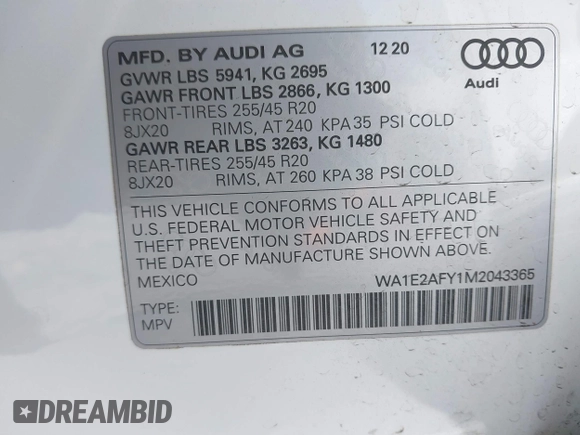 MFD. BY AUDI AG 12 20
GVWR LBS 5941, KG 2695
GAWR FRONT LBS 2866, KG 1300
FRONT-TIRES 255/45 R20
8JX20 RIMS, AT 240 KPA 35 PSI COLD
GAWR REAR LBS 3263, KG 1480
REAR-TIRES 255/45 R20
8JX20 RIMS, AT 260 KPA 38 PSI COLD
Audi
THIS VEHICLE CONFORMS TO ALL APPLICABLE
U.S. FEDERAL MOTOR VEHICLE SAFETY AND
THEFT PREVENTION STANDARDS IN EFFECT ON
DATE OF MANUFACTURE SHOWN ABOVE.
MEXICO WA1E2AFY1M2043365
TYPE:
MPV
DREAMBID